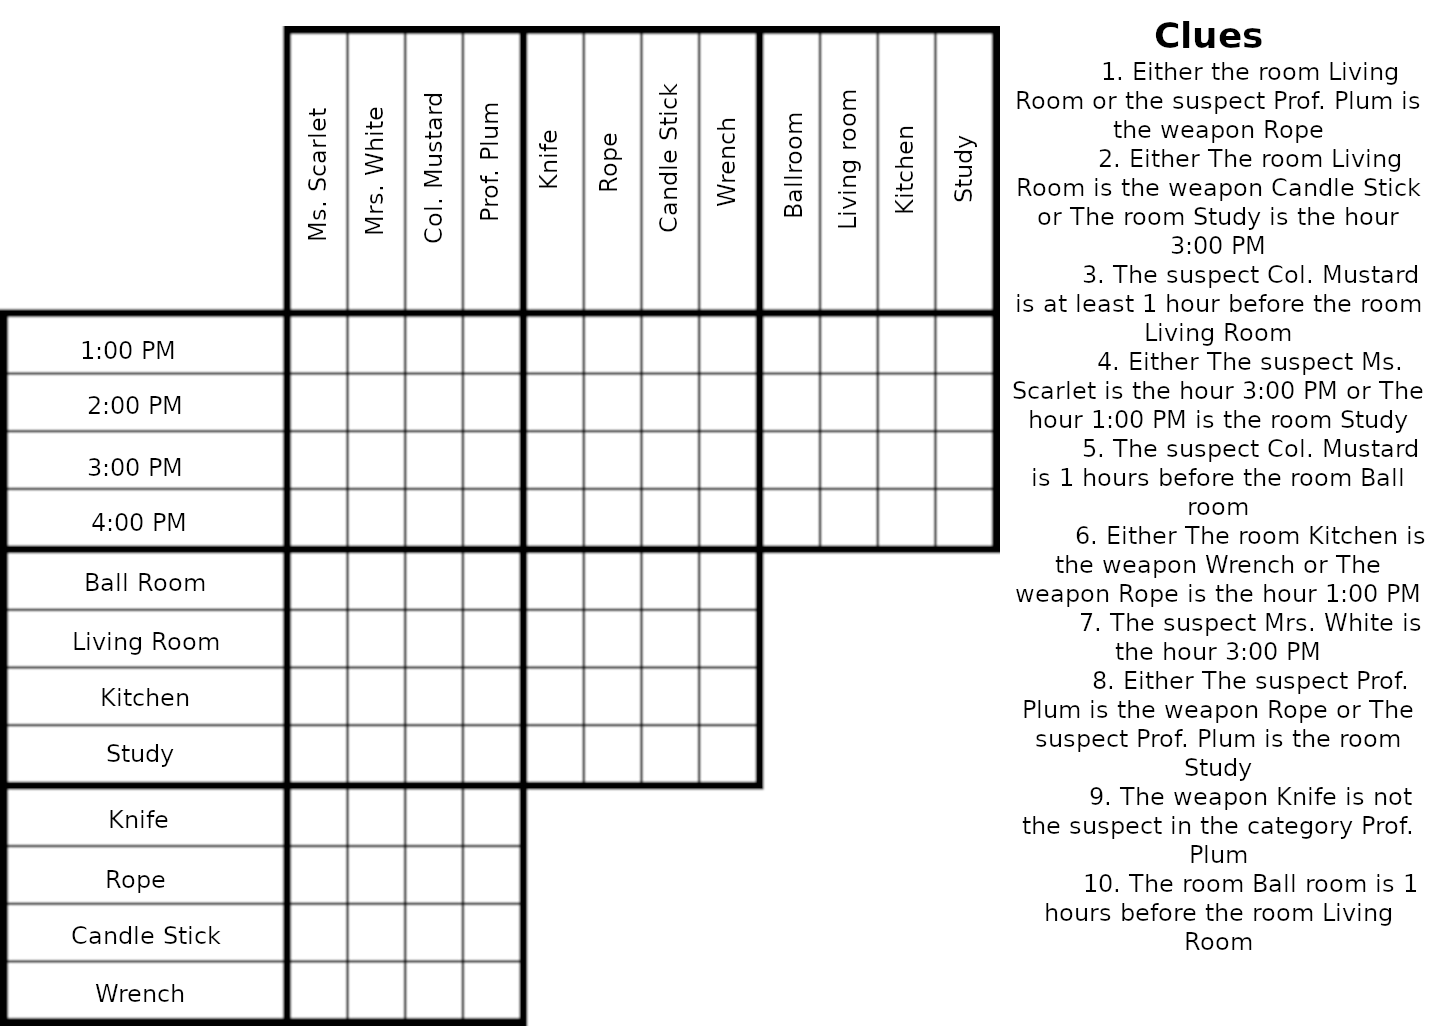 Clues
1. Either the room Living
Room or the suspect Prof. Plum is
the weapon Rope
2. Either The room Living
Room is the weapon Candle Stick
or The room Study is the hour
3:00 PM
3. The suspect Col. Mustard
is at least 1 hour before the room
Living Room
4. Either The suspect Ms.
Scarlet is the hour 3:00 PM or The
hour 1:00 PM is the room Study
5. The suspect Col. Mustard
is 1 hours before the room Ball
room
6. Either The room Kitchen is
the weapon Wrench or The
weapon Rope is the hour 1:00 PM
7. The suspect Mrs. White is
the hour 3:00 PM
8. Either The suspect Prof.
Plum is the weapon Rope or The
suspect Prof. Plum is the room
Study
9. The weapon Knife is not
the suspect in the category Prof.
Plum
10. The room Ball room is 1
hours before the room Living
Room
Ms. Scarlet
Mrs. White
Col. Mustard
Prof. Plum
Knife
Rope
Candle Stick
Wrench
Ballroom
Living room
Kitchen
Study
1:00 PM
2:00 PM
3:00 PM
4:00 PM
Ball Room
Living Room
Kitchen
Study
Knife
Rope
Candle Stick
Wrench